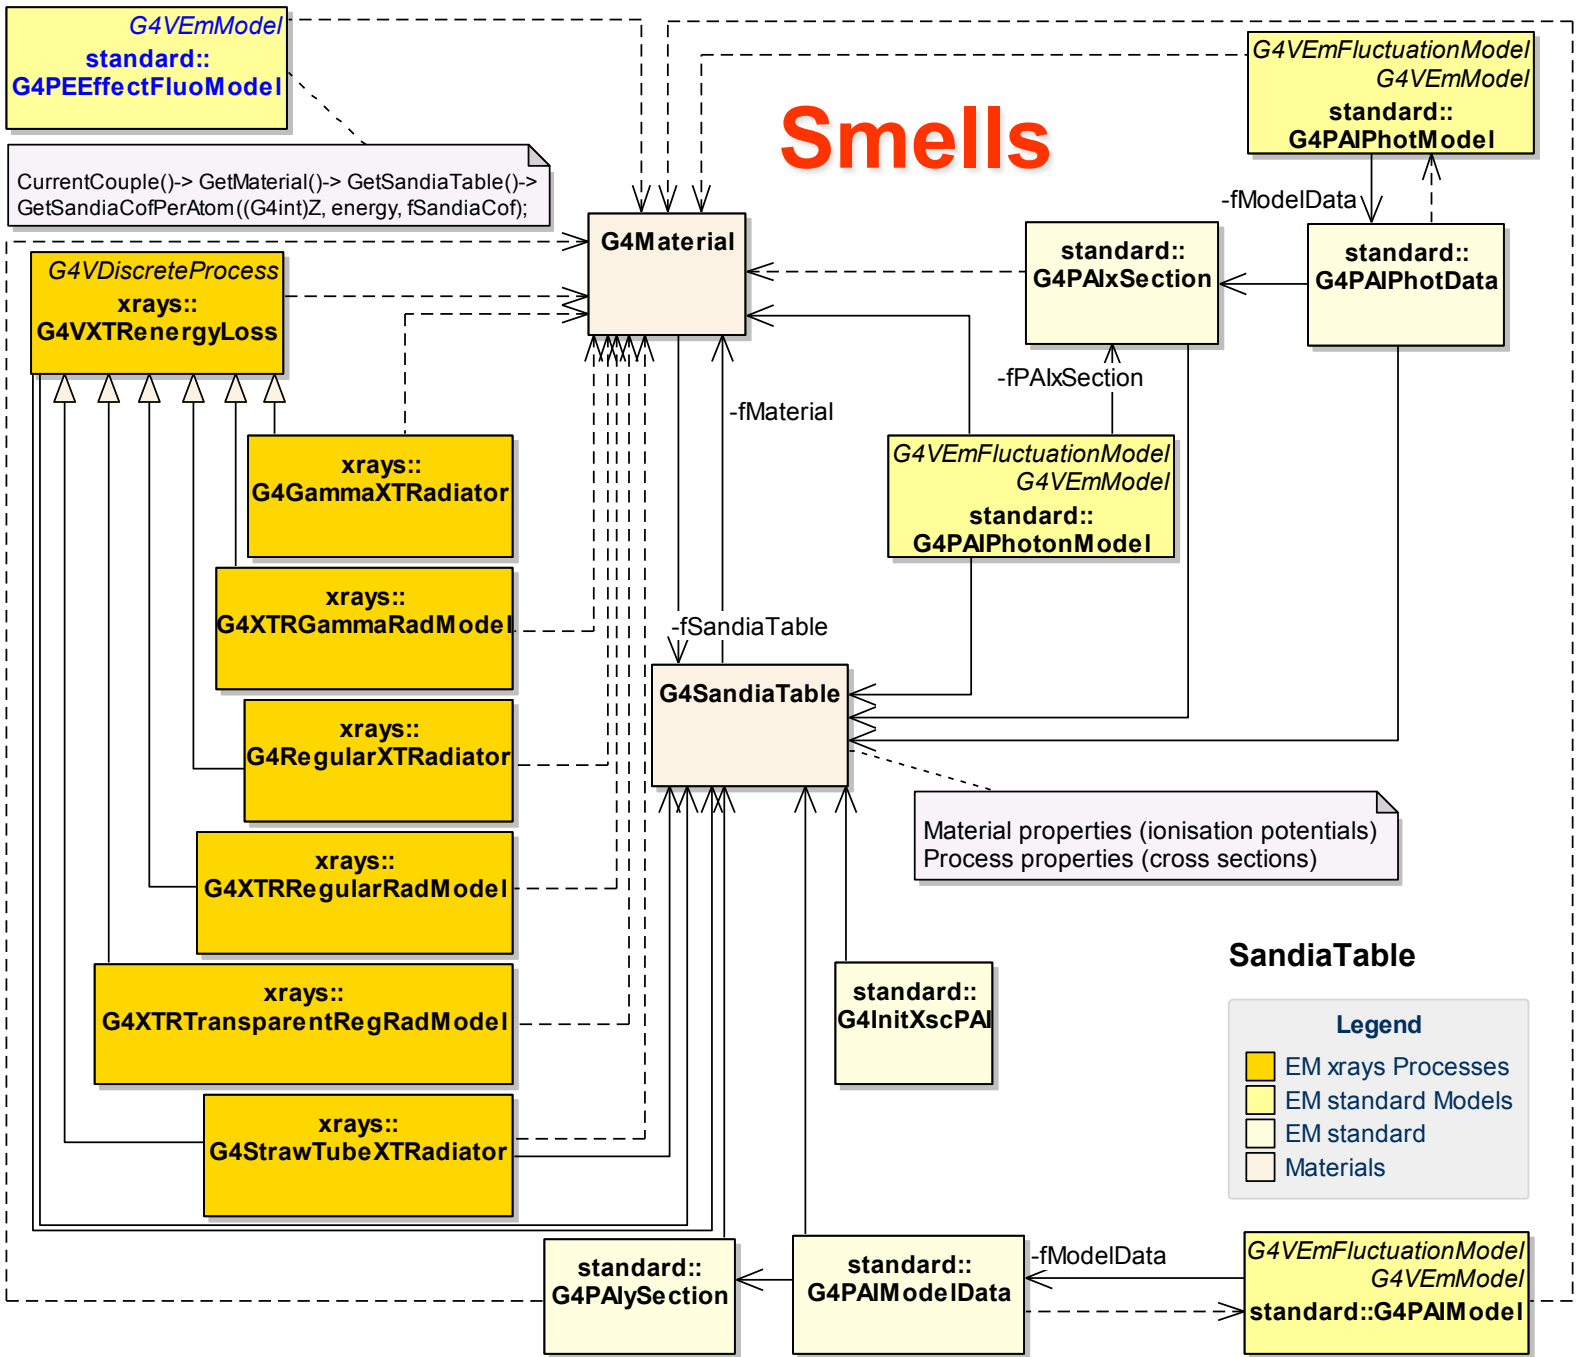 G4VEmModel
standard::
G4PEEffectFluoModel
CurrentCouple()-> GetMaterial()-> GetSandiaTable()->
GetSandiaCofPerAtom((G4int)Z, energy, fSandiaCof);
Smells
G4VEmFluctuationModel
G4VEmModel
standard::
G4PAIPhotModel
-fModelData
G4Material
standard::
G4PAIxSection
standard::
G4PAIPhotData
G4VDiscreteProcess
xrays::
G4VXTRenergyLoss
-fPAIxSection
-fMaterial
xrays::
G4GammaXTRadiator
G4VEmFluctuationModel
G4VEmModel
standard::
G4PAIPhotonModel
xrays::
G4XTRGammaRadModel
-fSandiaTable
G4SandiaTable
xrays::
G4RegularXTRadiator
Material properties (ionisation potentials)
Process properties (cross sections)
xrays::
G4XTRRegularRadModel
SandiaTable
xrays::
G4XTRTransparentRegRadModel
standard::
G4InitXscPAI
Legend
EM xrays Processes
EM standard Models
EM standard
Materials
xrays::
G4StrawTubeXTRadiator
standard::
G4PAIySection
standard::
G4PAIModelData
-fModelData
G4VEmFluctuationModel
G4VEmModel
standard::G4PAIModel